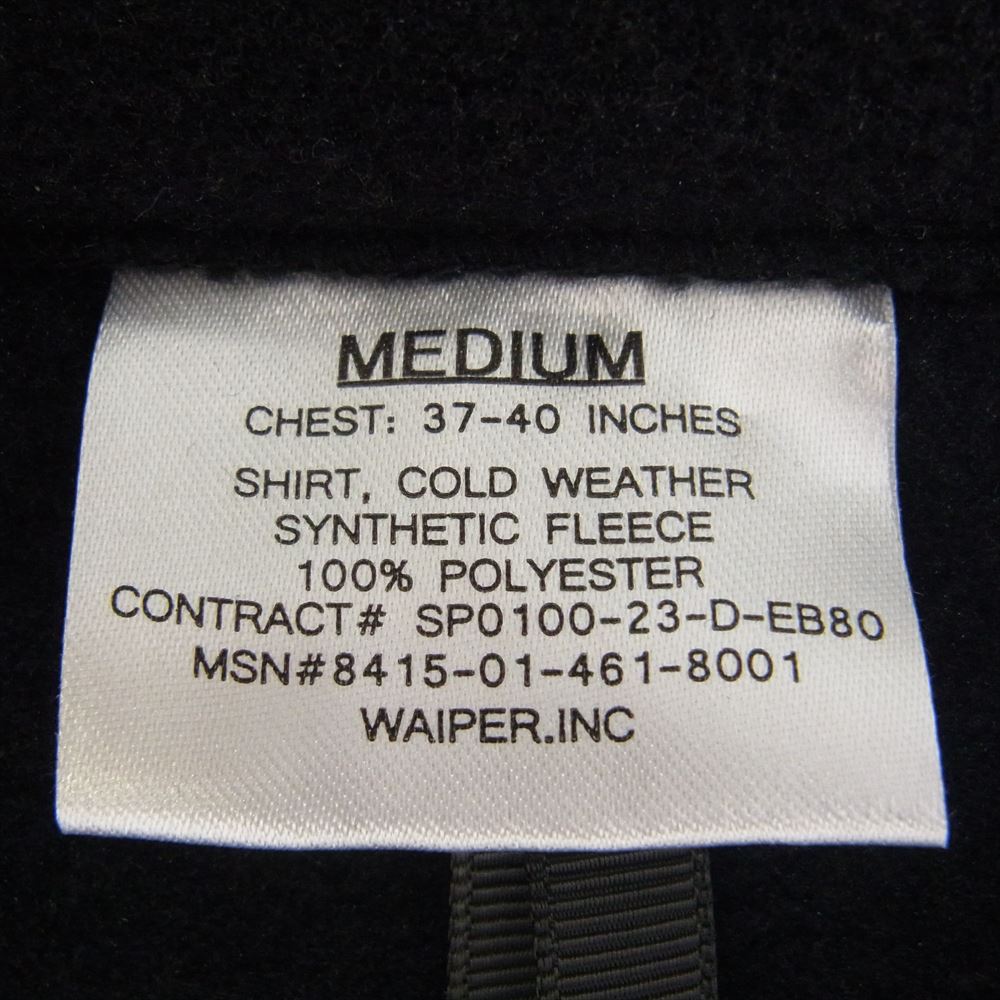 MEDIUM
CHEST: 37-40 INCHES
SHIRT, COLD WEATHER
SYNTHETIC FLEECE
100% POLYESTER
CONTRACT# SP0100-23-D-EB80
MSN#8415-01-461-8001
WAIPER.INC